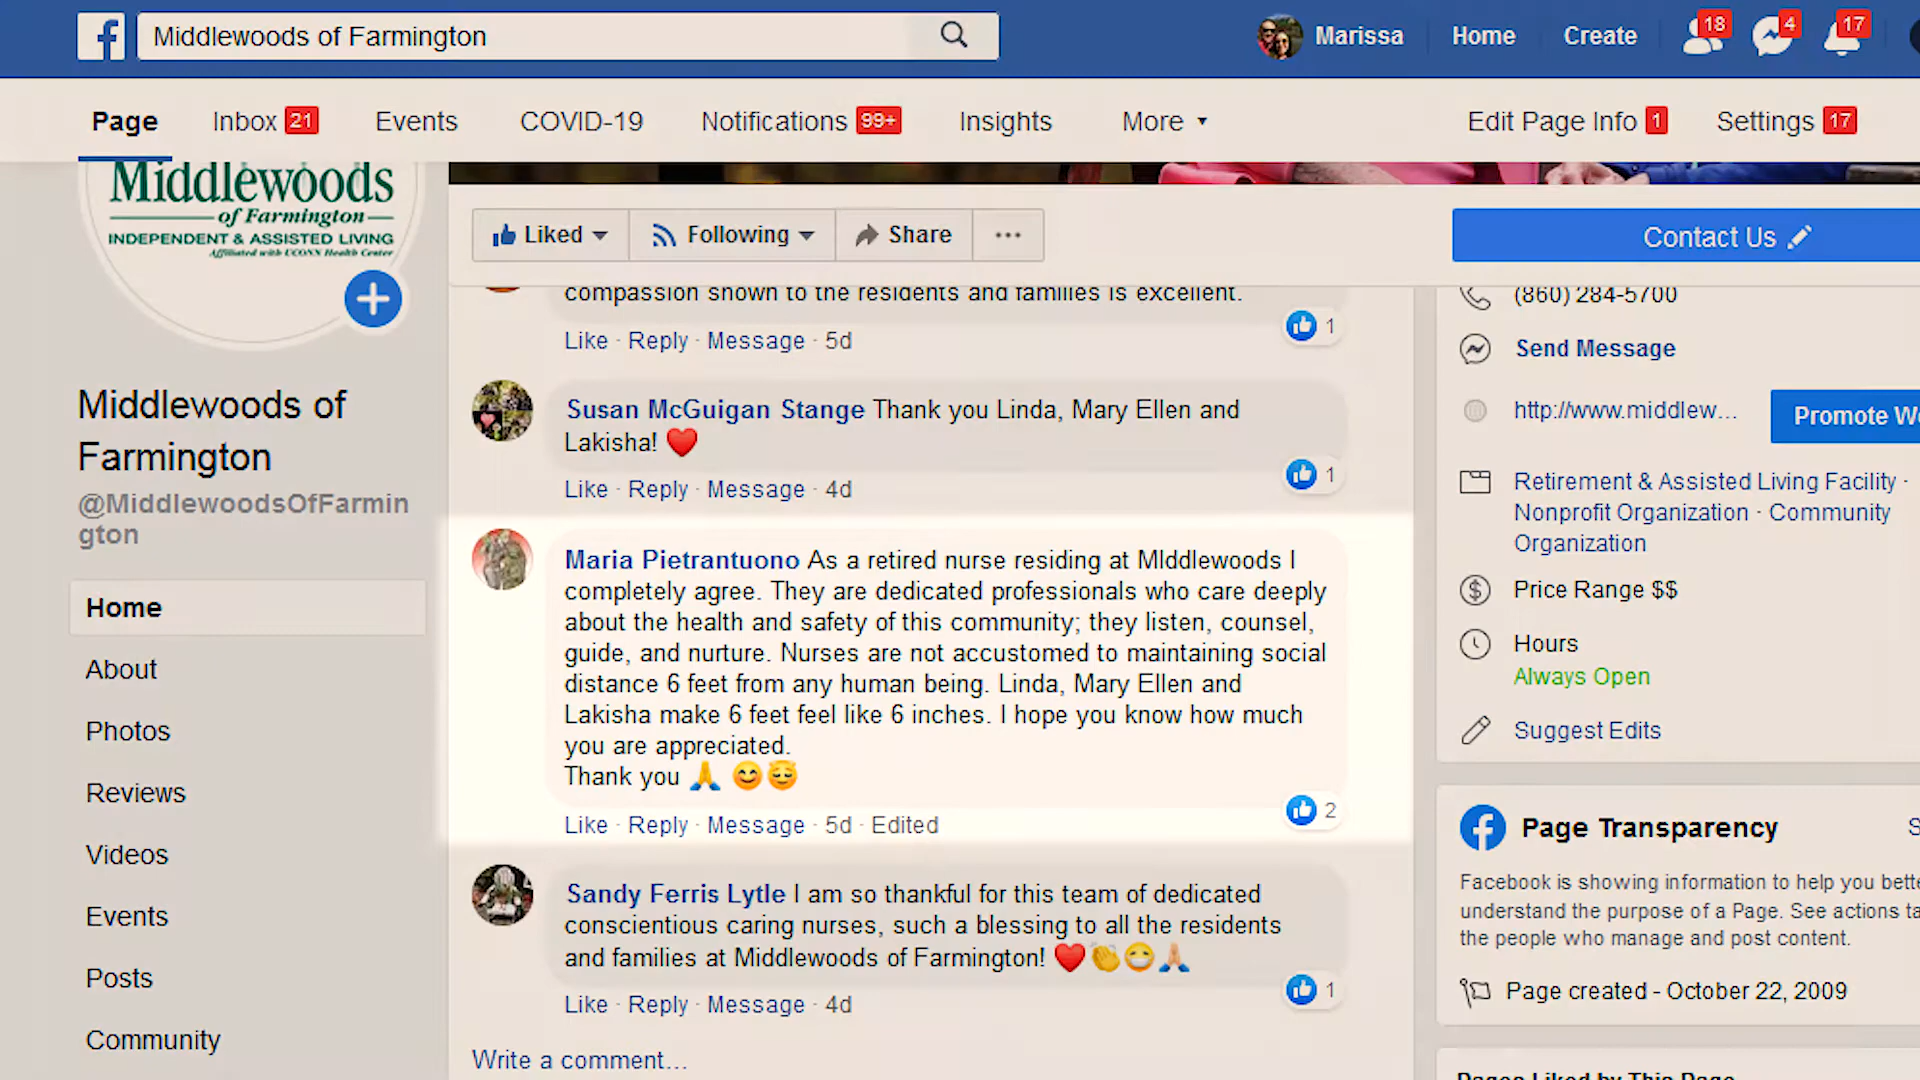 Middlewoods of Farmington
Marissa Home Create 18 4 17
Page Inbox 21 Events COVID-19 Notifications 99+ Insights More Edit Page Info 1 Settings 17
Middlewoods
of Farmington
INDEPENDENT & ASSISTED LIVING
Affiliated with UCONN Health Center
Liked Following Share ...
Contact Us
Middlewoods of
Farmington
@MiddlewoodsOfFarmin
gton
Home
About
Photos
Reviews
Videos
Events
Posts
Community
compassion shown to the residents and families is excellent.
1
Like · Reply · Message · 5d
Susan McGuigan Stange Thank you Linda, Mary Ellen and
Lakisha! ❤️
1
Like · Reply · Message · 4d
Maria Pietrantuono As a retired nurse residing at MIddlewoods I
completely agree. They are dedicated professionals who care deeply
about the health and safety of this community; they listen, counsel,
guide, and nurture. Nurses are not accustomed to maintaining social
distance 6 feet from any human being. Linda, Mary Ellen and
Lakisha make 6 feet feel like 6 inches. I hope you know how much
you are appreciated.
Thank you 🙏 😊😇
2
Like · Reply · Message · 5d · Edited
Sandy Ferris Lytle I am so thankful for this team of dedicated
conscientious caring nurses, such a blessing to all the residents
and families at Middlewoods of Farmington! ❤️👏😷🙏
1
Like · Reply · Message · 4d
Write a comment...
(860) 284-5700
Send Message
http://www.middlew...
Promote
Retirement & Assisted Living Facility ·
Nonprofit Organization · Community
Organization
Price Range $$
Hours
Always Open
Suggest Edits
Page Transparency
Facebook is showing information to help you
understand the purpose of a Page. See actions
the people who manage and post content.
Page created - October 22, 2009
Pages Liked by This Page